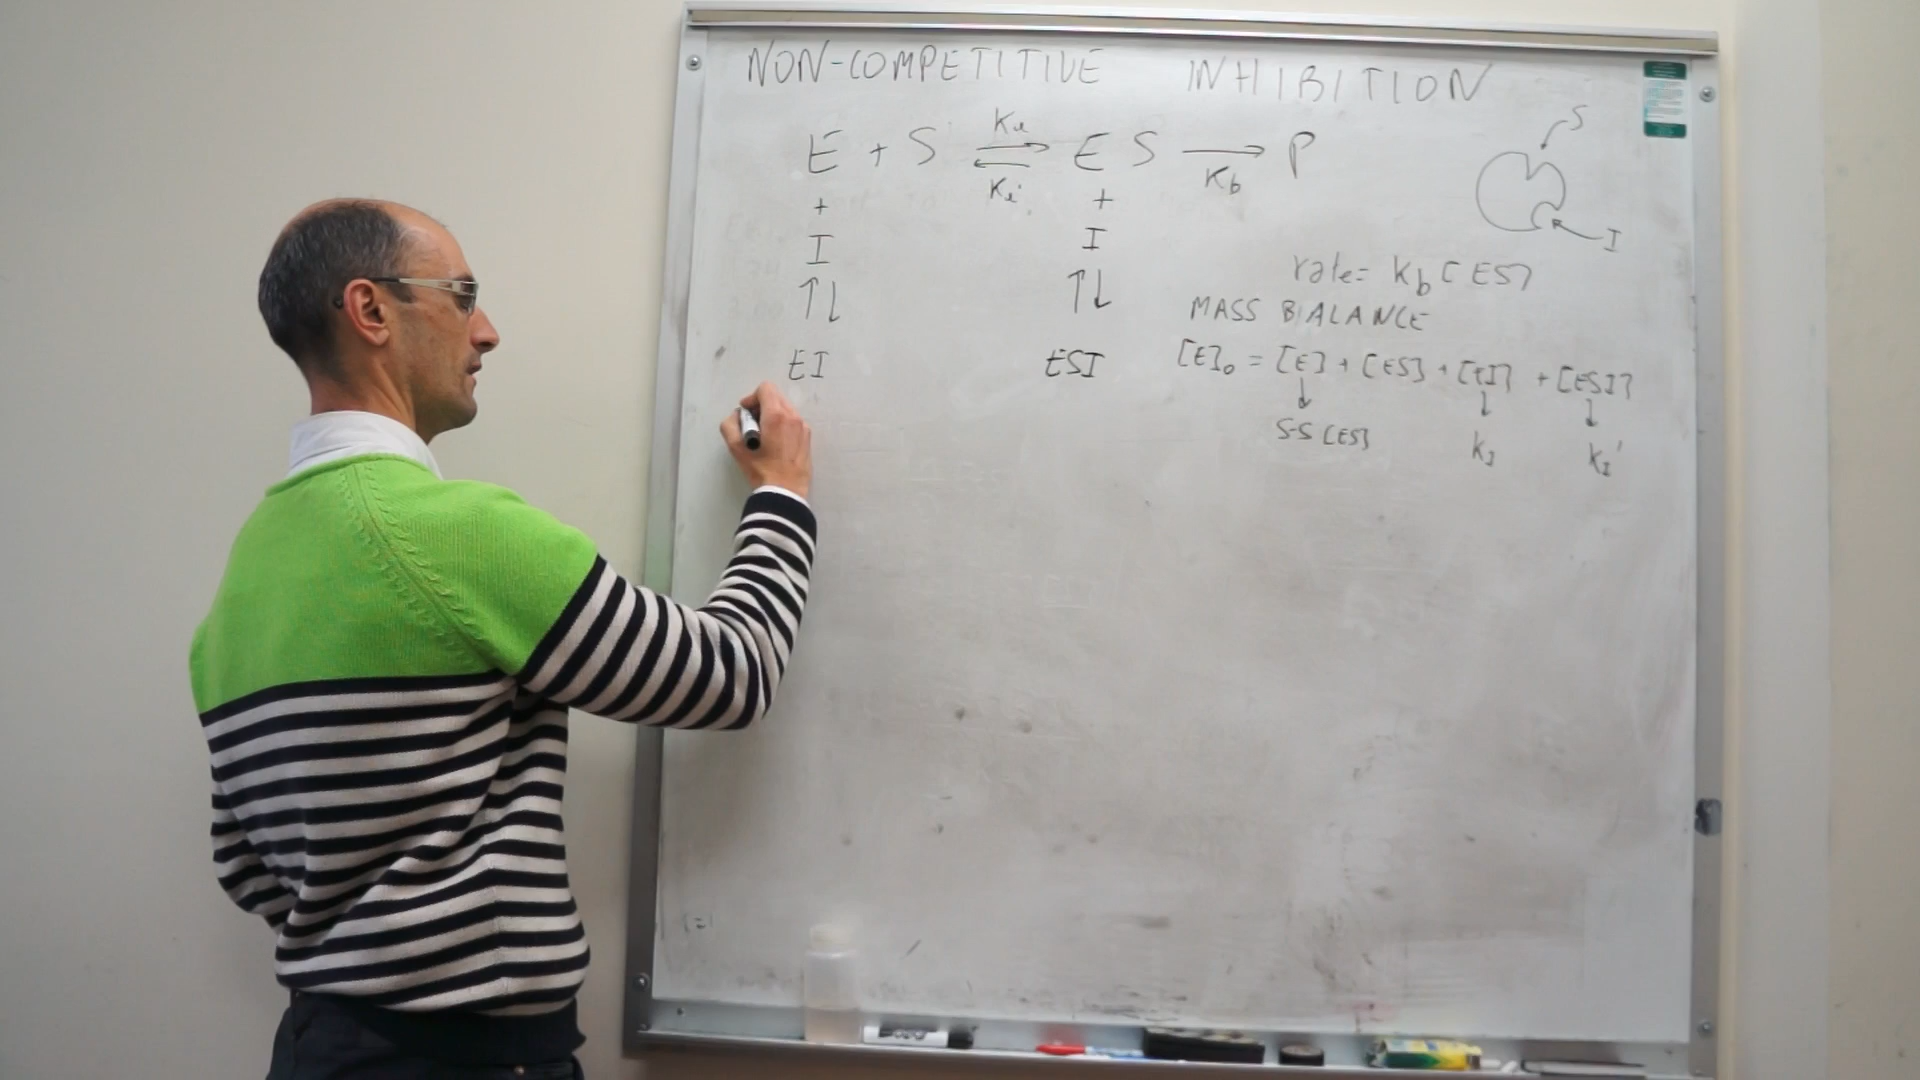 NON-COMPETITIVE INHIBITION
E + S ⇌ ES → P
Ka
Ka'
Kb
+ +
I I
↑↓ ↑↓
EI ESI
S
I
rate = Kb [ES]
MASS BALANCE
[E]₀ = [E] + [ES] + [EI] + [ESI]
↓ ↓ ↓
S-S [ES] KI KI'